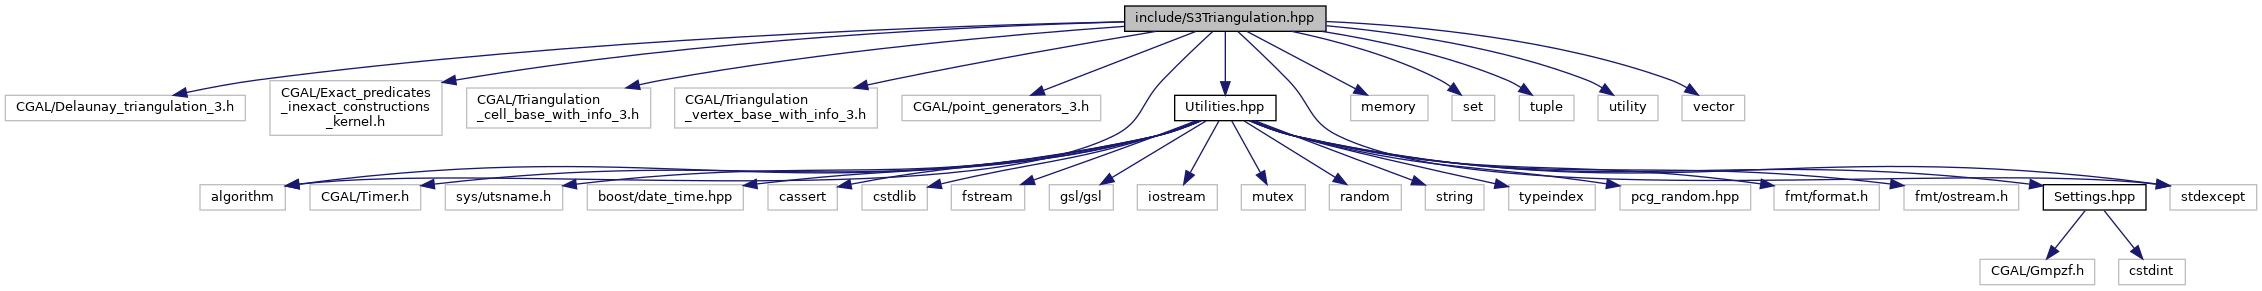 include/S3Triangulation.hpp
CGAL/Delaunay_triangulation_3.h
CGAL/Exact_predicates
_inexact_constructions
_kernel.h
CGAL/Triangulation
_cell_base_with_info_3.h
CGAL/Triangulation
_vertex_base_with_info_3.h
CGAL/point_generators_3.h
Utilities.hpp
memory
set
tuple
utility
vector
algorithm
CGAL/Timer.h
sys/utsname.h
boost/date_time.hpp
cassert
cstdlib
fstream
gsl/gsl
iostream
mutex
random
string
typeindex
pcg_random.hpp
fmt/format.h
fmt/ostream.h
Settings.hpp
stdexcept
CGAL/Gmpzf.h
cstdint